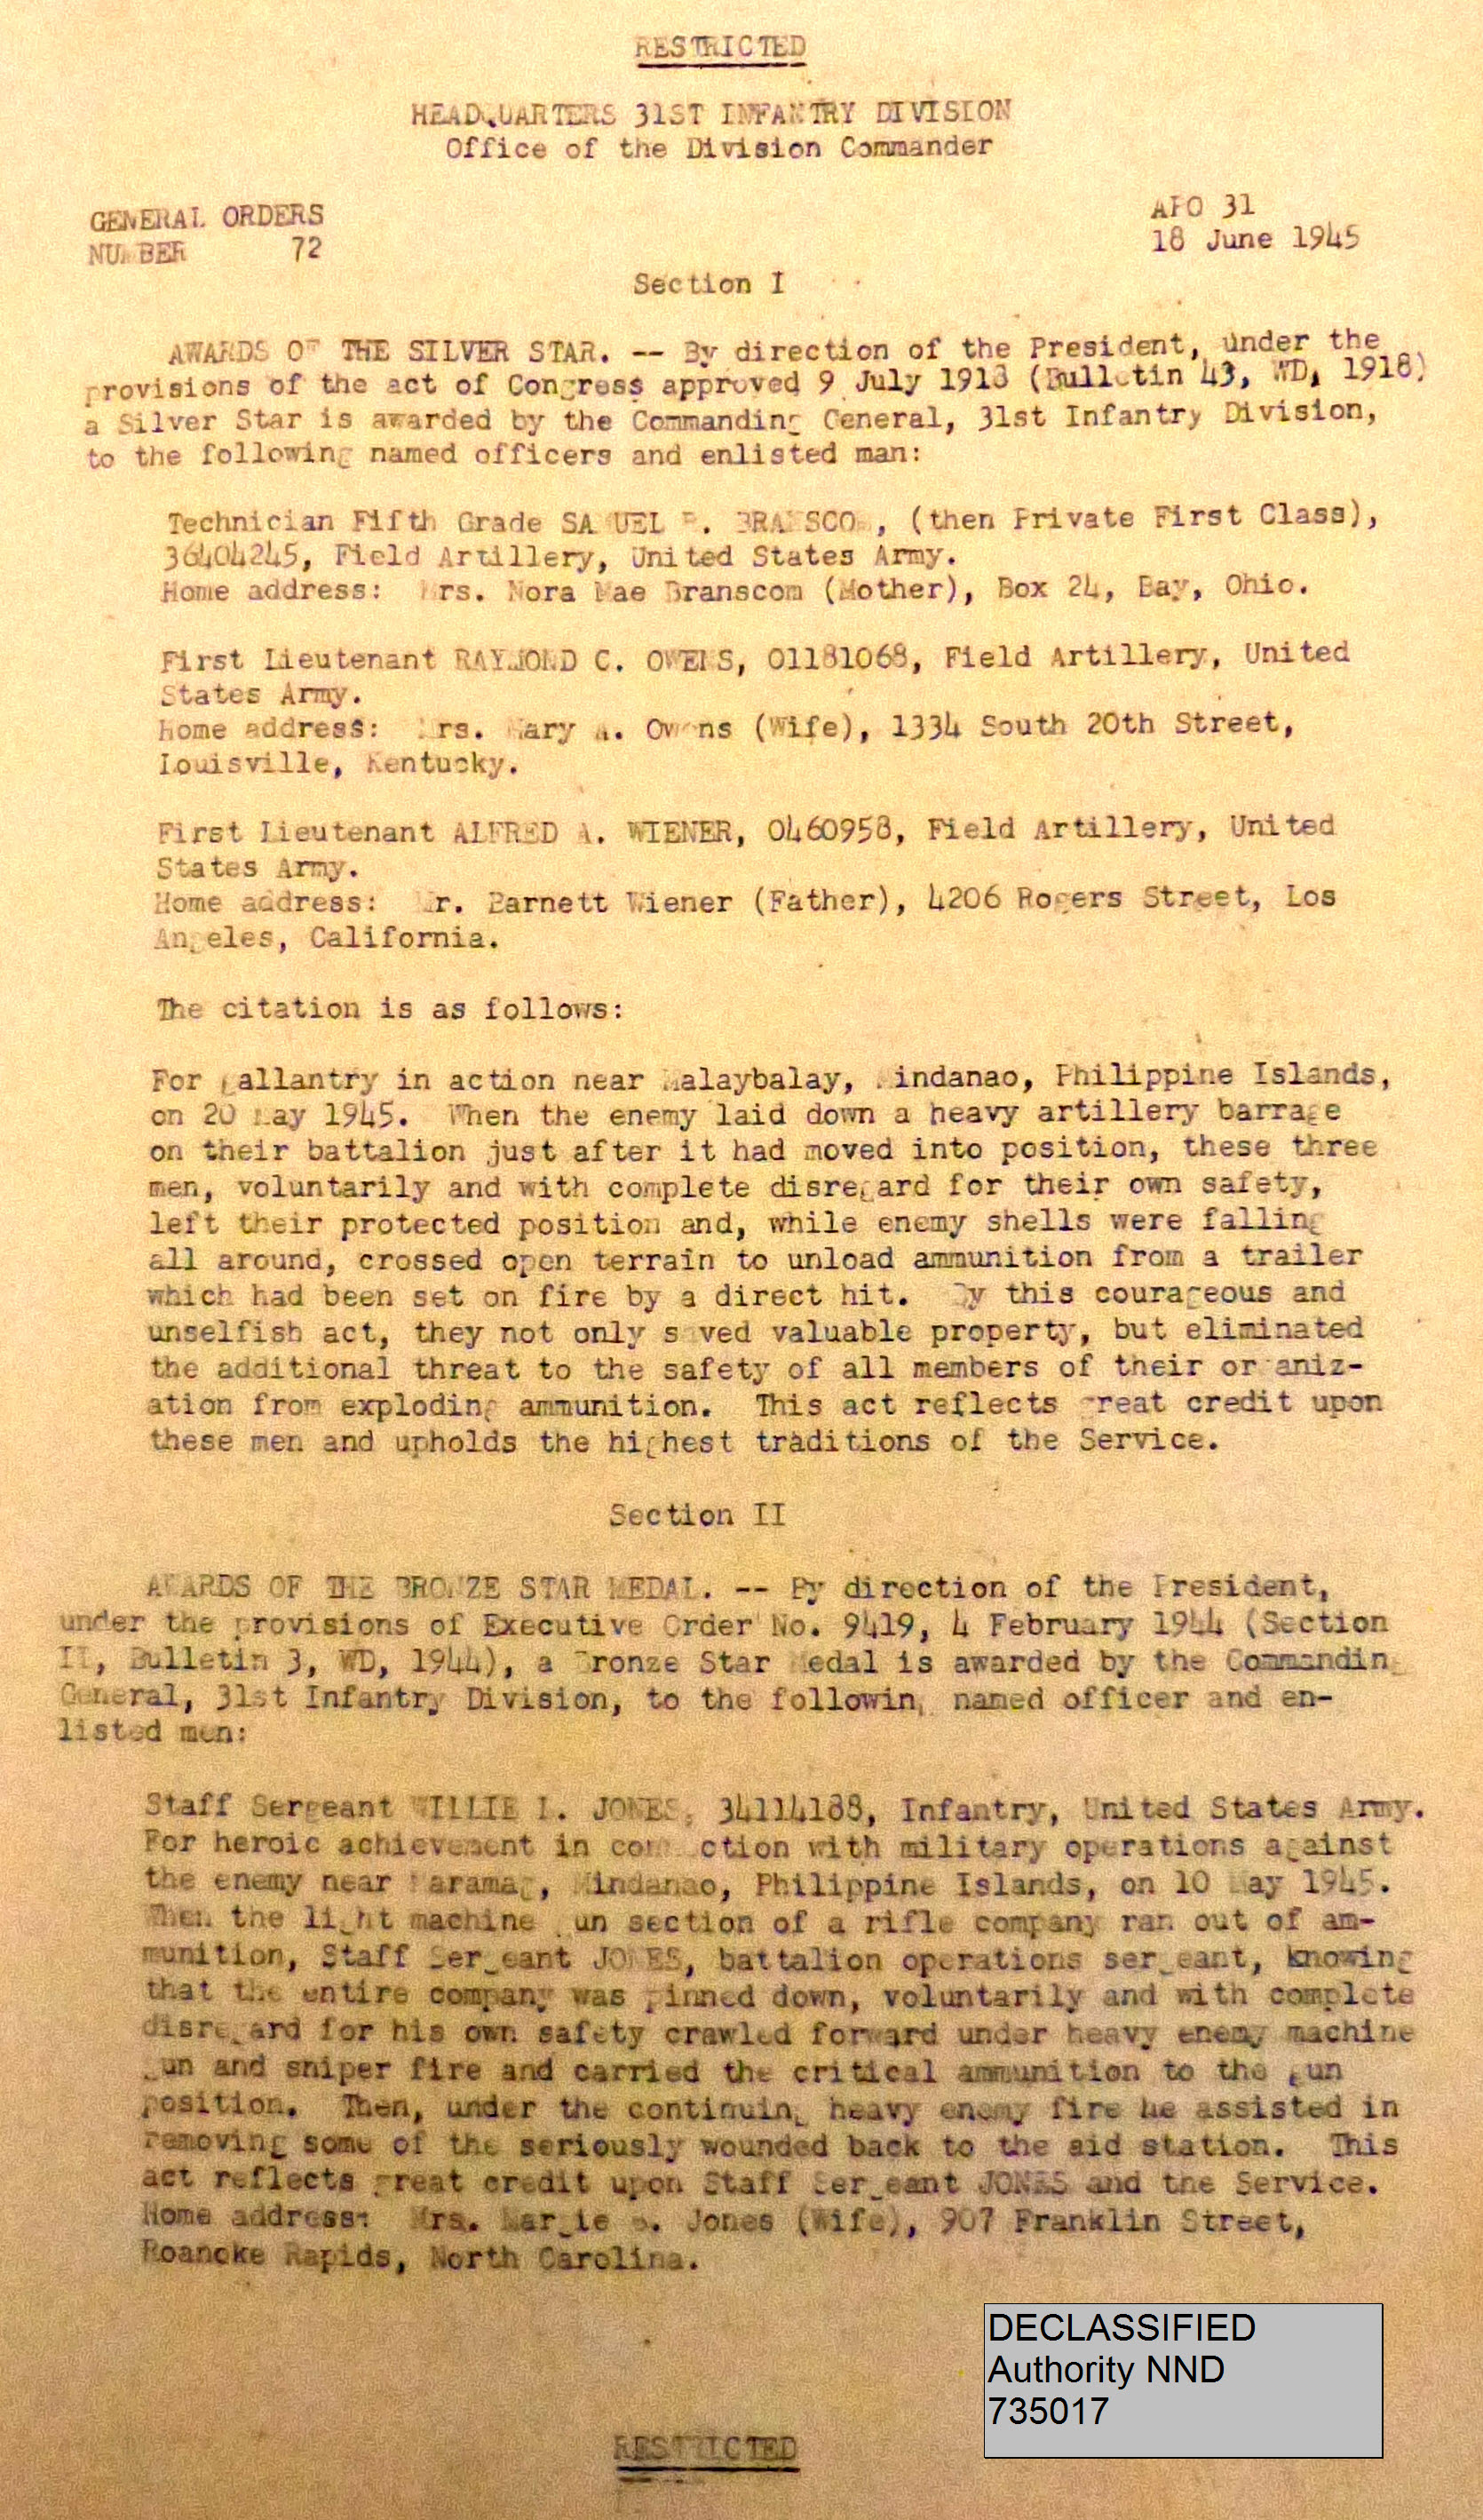 RESTRICTED
HEADQUARTERS 31ST INFANTRY DIVISION
Office of the Division Commander
GENERAL ORDERS
NUMBER 72
APO 31
18 June 1945
Section I
AWARDS OF THE SILVER STAR. -- By direction of the President, under the
provisions of the act of Congress approved 9 July 1918 (Bulletin 43, WD, 1918)
a Silver Star is awarded by the Commanding General, 31st Infantry Division,
to the following named officers and enlisted man:
Technician Fifth Grade SAMUEL BRANSCOM, (then Private First Class),
36404245, Field Artillery, United States Army.
Home address: Mrs. Nora Mae Branscom (Mother), Box 24, Bay, Ohio.
First Lieutenant RAYMOND C. OWENS, 01181068, Field Artillery, United
States Army.
Home address: Mrs. Mary A. Owens (Wife), 1334 South 20th Street,
Louisville, Kentucky.
First Lieutenant ALFRED A. WIENER, 0460958, Field Artillery, United
States Army.
Home address: Mr. Barnett Wiener (Father), 4206 Rogers Street, Los
Angeles, California.
The citation is as follows:
For gallantry in action near Malaybalay, Mindanao, Philippine Islands,
on 20 May 1945. When the enemy laid down a heavy artillery barrage
on their battalion just after it had moved into position, these three
men, voluntarily and with complete disregard for their own safety,
left their protected position and, while enemy shells were falling
all around, crossed open terrain to unload ammunition from a trailer
which had been set on fire by a direct hit. By this courageous and
unselfish act, they not only saved valuable property, but eliminated
the additional threat to the safety of all members of their organiz-
ation from exploding ammunition. This act reflects great credit upon
these men and upholds the highest traditions of the Service.
Section II
AWARDS OF THE BRONZE STAR MEDAL. -- By direction of the President,
under the provisions of Executive Order No. 9419, 4 February 1944 (Section
II, Bulletin 3, WD, 1944), a Bronze Star Medal is awarded by the Commanding
General, 31st Infantry Division, to the following named officer and en-
listed men:
Staff Sergeant WILLIE L. JONES, 34114188, Infantry, United States Army.
For heroic achievement in connection with military operations against
the enemy near Maramag, Mindanao, Philippine Islands, on 10 May 1945.
When the light machine gun section of a rifle company ran out of am-
munition, Staff Sergeant JONES, battalion operations sergeant, knowing
that the entire company was pinned down, voluntarily and with complete
disregard for his own safety crawled forward under heavy enemy machine
gun and sniper fire and carried the critical ammunition to the gun
position. Then, under the continuing heavy enemy fire he assisted in
removing some of the seriously wounded back to the aid station. This
act reflects great credit upon Staff Sergeant JONES and the Service.
Home address: Mrs. Margie Jones (Wife), 907 Franklin Street,
Roanoke Rapids, North Carolina.
DECLASSIFIED
Authority NND
735017
RESTRICTED